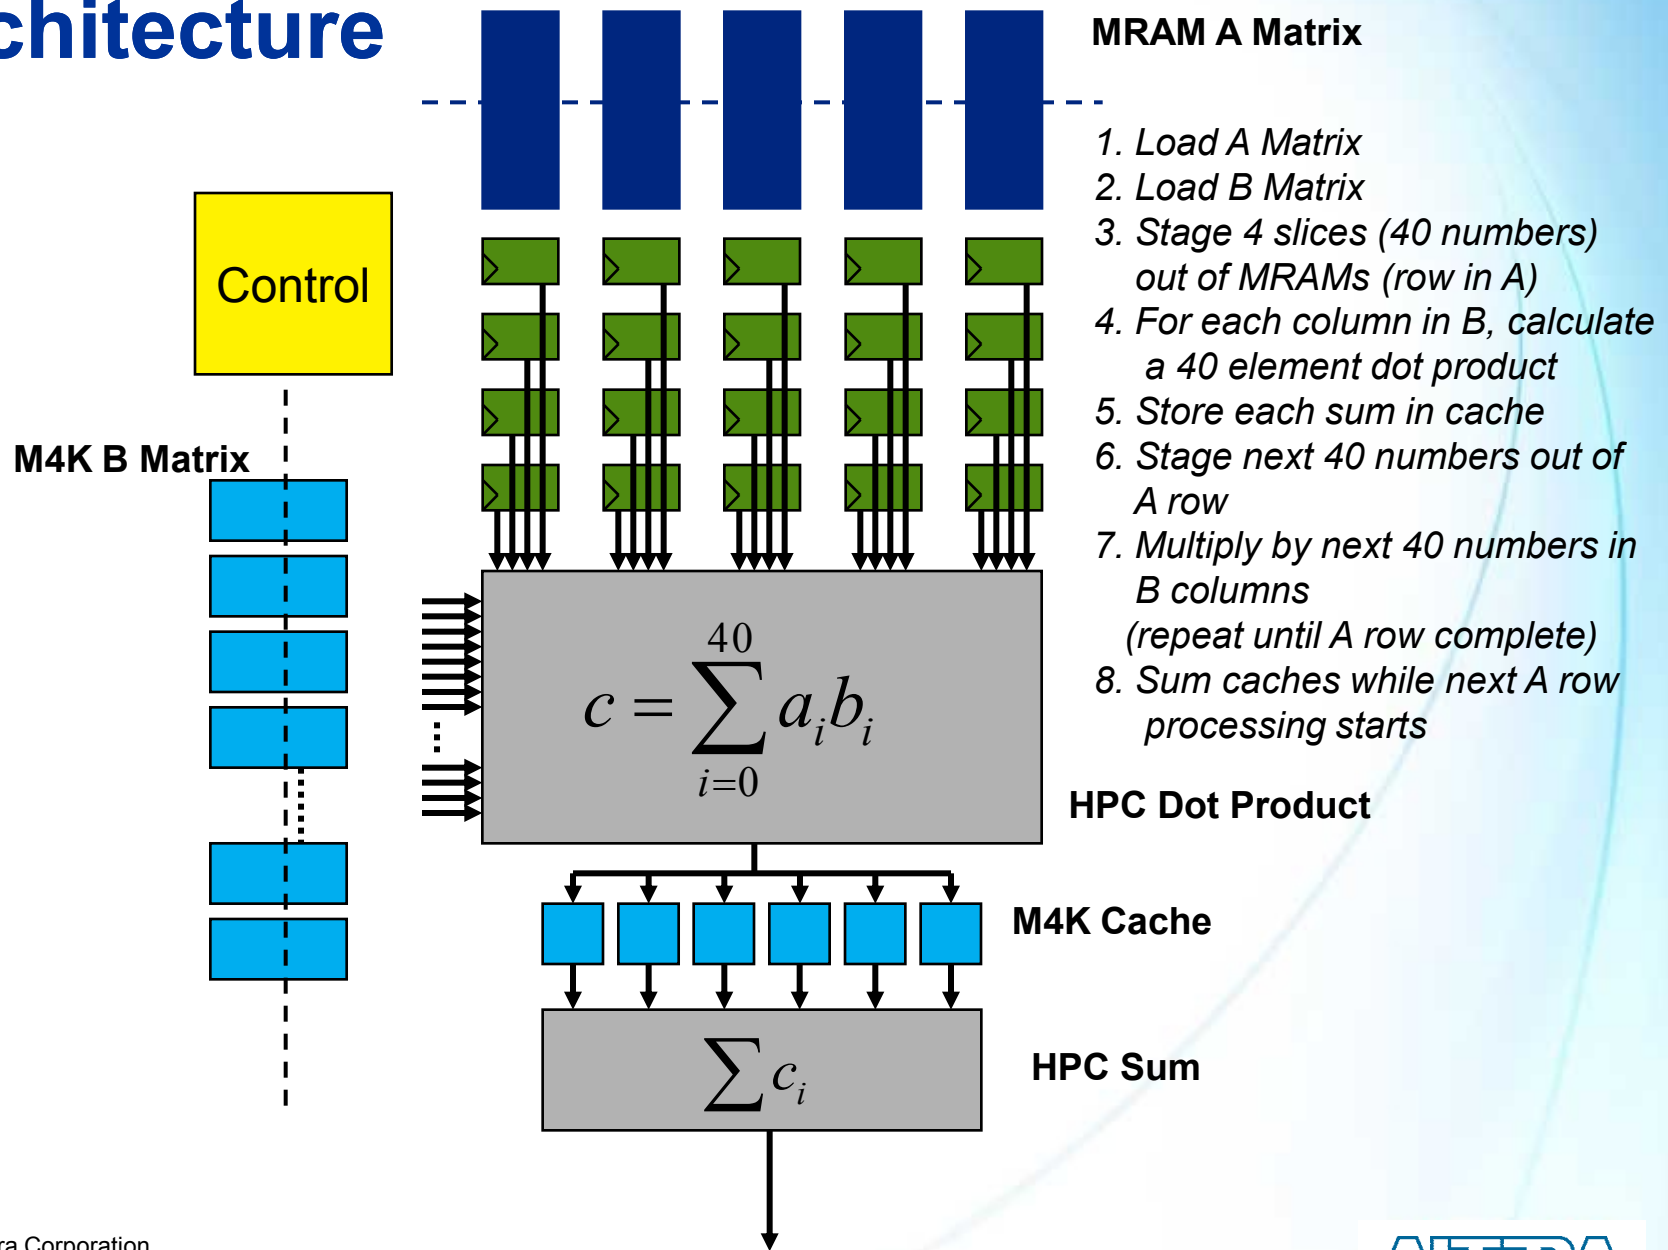 chitecture
MRAM A Matrix
1. Load A Matrix
2. Load B Matrix
3. Stage 4 slices (40 numbers)
out of MRAMs (row in A)
4. For each column in B, calculate
a 40 element dot product
5. Store each sum in cache
6. Stage next 40 numbers out of
A row
7. Multiply by next 40 numbers in
B columns
(repeat until A row complete)
8. Sum caches while next A row
processing starts
Control
M4K B Matrix
40
c = ∑ a_i b_i
i=0
HPC Dot Product
M4K Cache
∑ c_i
HPC Sum
ra Corporation
ALTERA